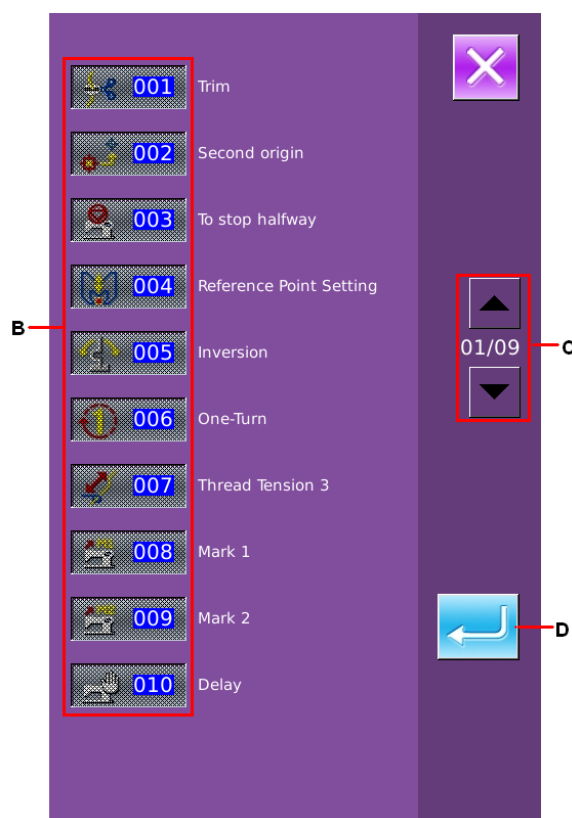 001 Trim
002 Second origin
003 To stop halfway
004 Reference Point Setting
B
005 Inversion
01/09
C
006 One-Turn
007 Thread Tension 3
008 Mark 1
009 Mark 2
D
010 Delay